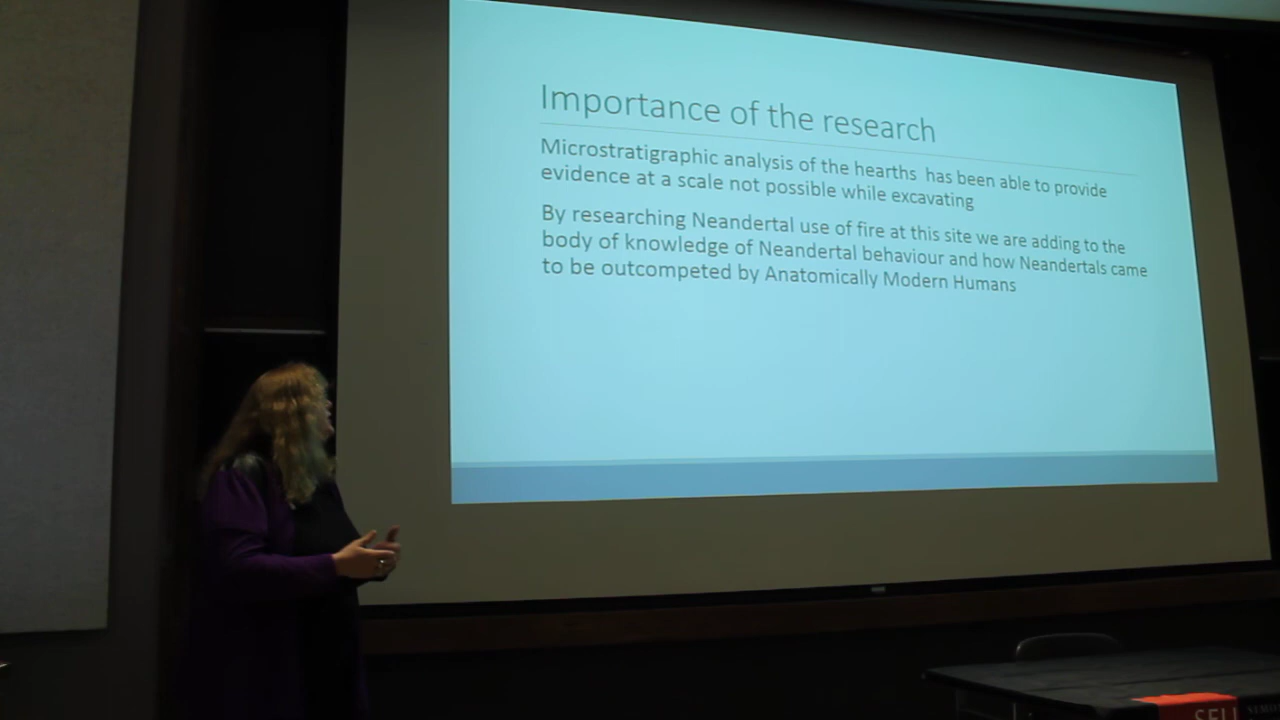 Importance of the research
Microstratigraphic analysis of the hearths has been able to provide
evidence at a scale not possible while excavating
By researching Neandertal use of fire at this site we are adding to the
body of knowledge of Neandertal behaviour and how Neandertals came
to be outcompeted by Anatomically Modern Humans